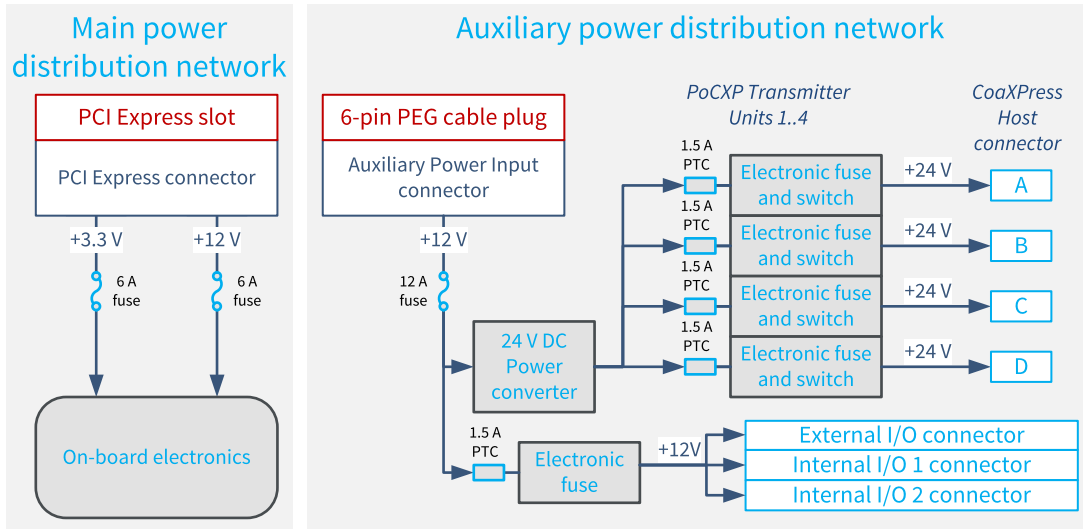 Main power
distribution network
PCI Express slot
PCI Express connector
+3.3 V
+12 V
6 A
fuse
6 A
fuse
On-board electronics
Auxiliary power distribution network
6-pin PEG cable plug
Auxiliary Power Input
connector
+12 V
12 A
fuse
24 V DC
Power
converter
PoCXP Transmitter
Units 1..4
CoaXPress
Host
connector
1.5 A
PTC
Electronic fuse
and switch
+24 V
A
1.5 A
PTC
Electronic fuse
and switch
+24 V
B
1.5 A
PTC
Electronic fuse
and switch
+24 V
C
1.5 A
PTC
Electronic fuse
and switch
+24 V
D
1.5 A
PTC
Electronic
fuse
+12V
External I/O connector
Internal I/O 1 connector
Internal I/O 2 connector